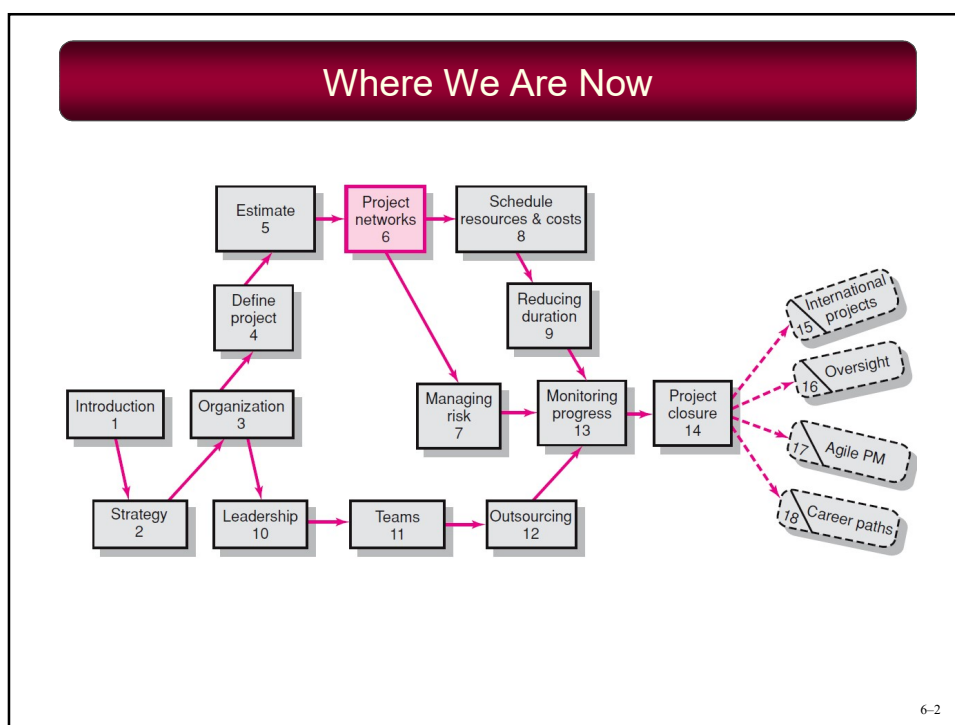 Where We Are Now
Estimate
5
Project
networks
6
Schedule
resources & costs
8
Define
project
4
Reducing
duration
9
International
projects
15
Oversight
16
Introduction
1
Organization
3
Managing
risk
7
Monitoring
progress
13
Project
closure
14
Agile PM
17
Strategy
2
Leadership
10
Teams
11
Outsourcing
12
Career paths
18
6–2